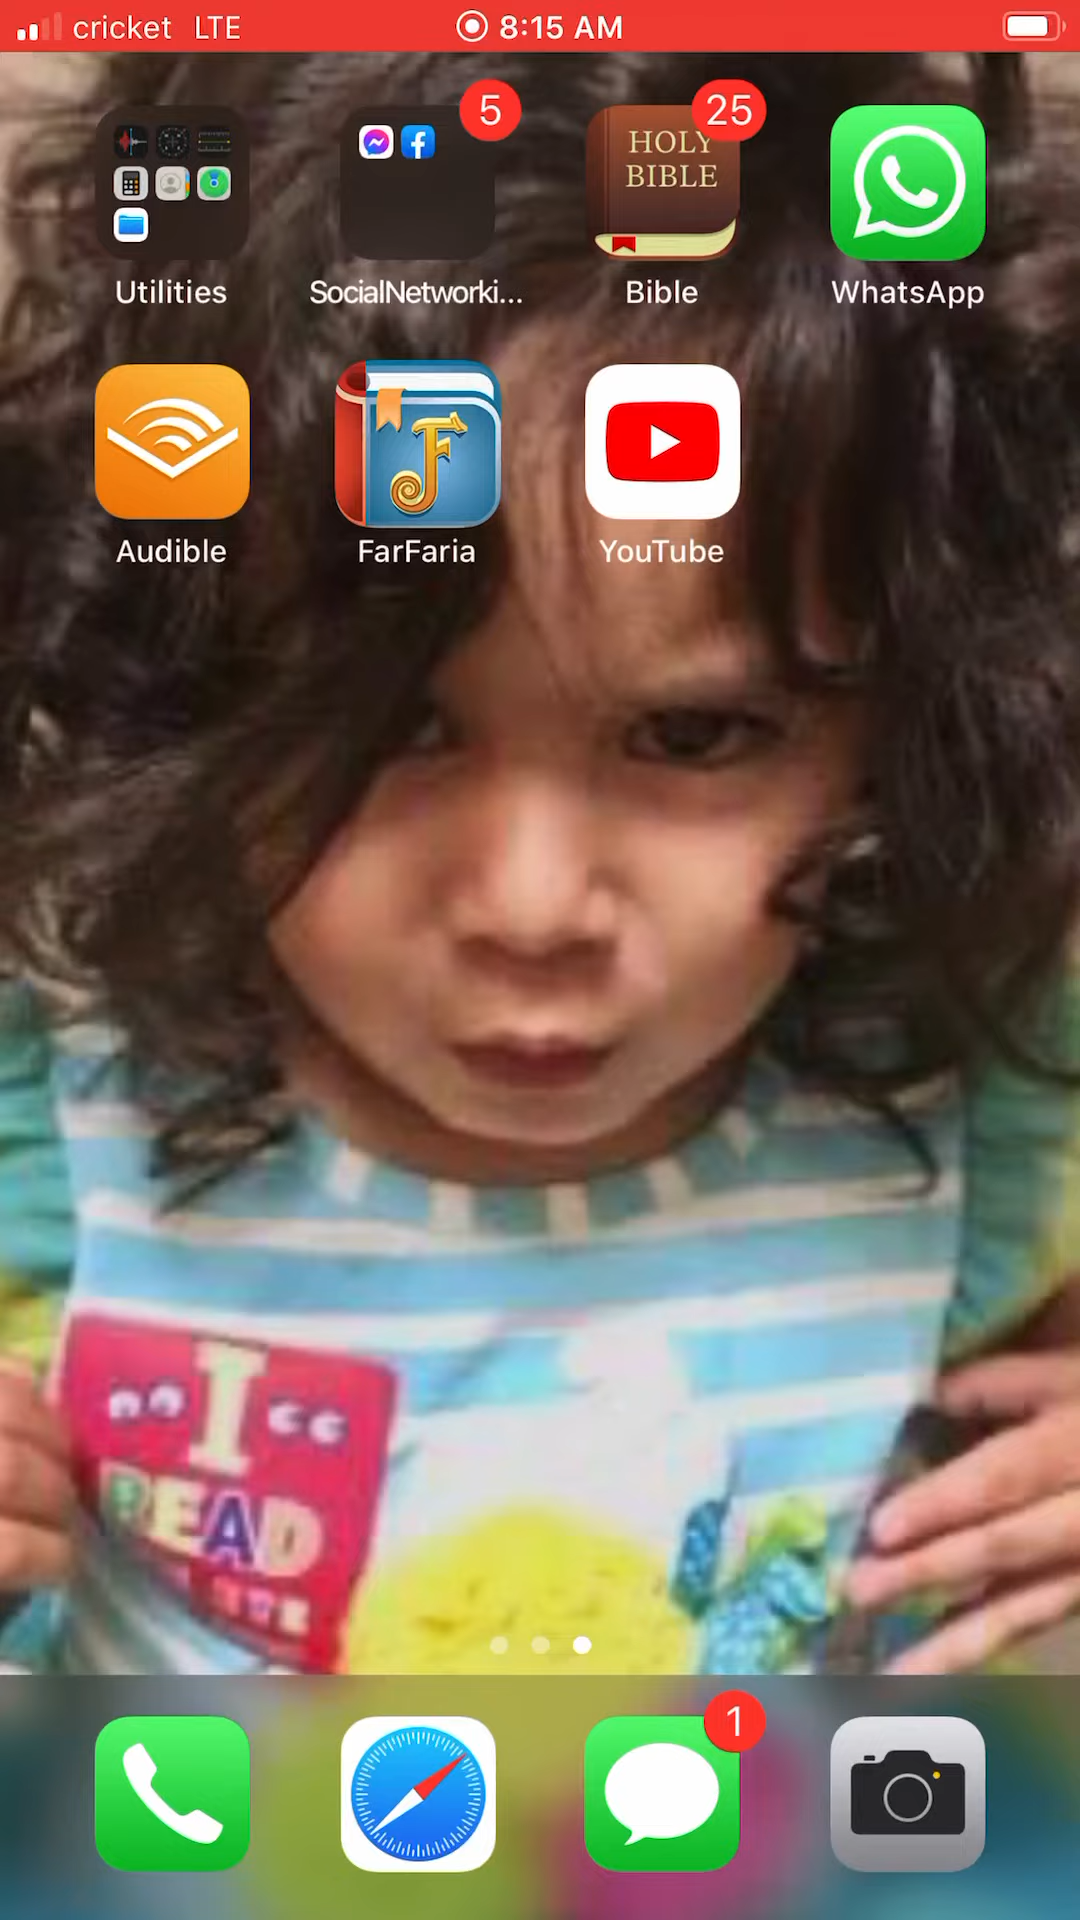 cricket LTE 8:15 AM
5
25
HOLY
BIBLE
Utilities SocialNetworki... Bible WhatsApp
Audible FarFaria YouTube
I
READ
1